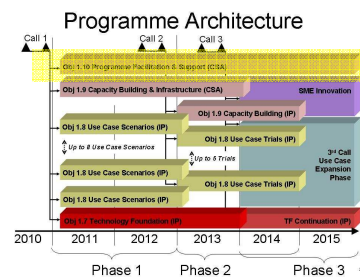 Programme Architecture
Call 1
Call 2
Call 3
Obj 1.10 Programme Facilitation & Support (CSA)
Obj 1.9 Capacity Building & Infrastructure (CSA)
SME Innovation
Obj 1.9 Capacity Building (IP)
Obj 1.8 Use Case Scenarios (IP)
Obj 1.8 Use Case Trials (IP)
Up to 8 Use Case Scenarios
Up to 5 Trials
3rd Call
Use Case
Expansion
Phase
Obj 1.8 Use Case Scenarios (IP)
Obj 1.8 Use Case Trials (IP)
Obj 1.8 Use Case Scenarios (IP)
Obj 1.7 Technology Foundation (IP)
TF Continuation (IP)
2010
2011
2012
2013
2014
2015
Phase 1
Phase 2
Phase 3